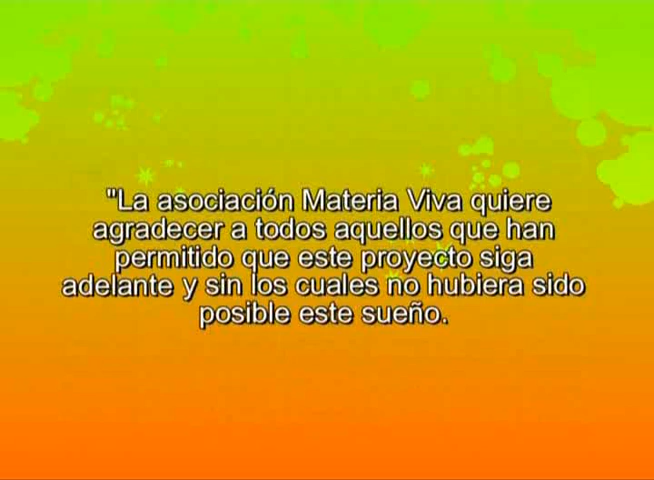 "La asociación Materia Viva quiere
agradecer a todos aquellos que han
permitido que este proyecto siga
adelante y sin los cuales no hubiera sido
posible este sueño.